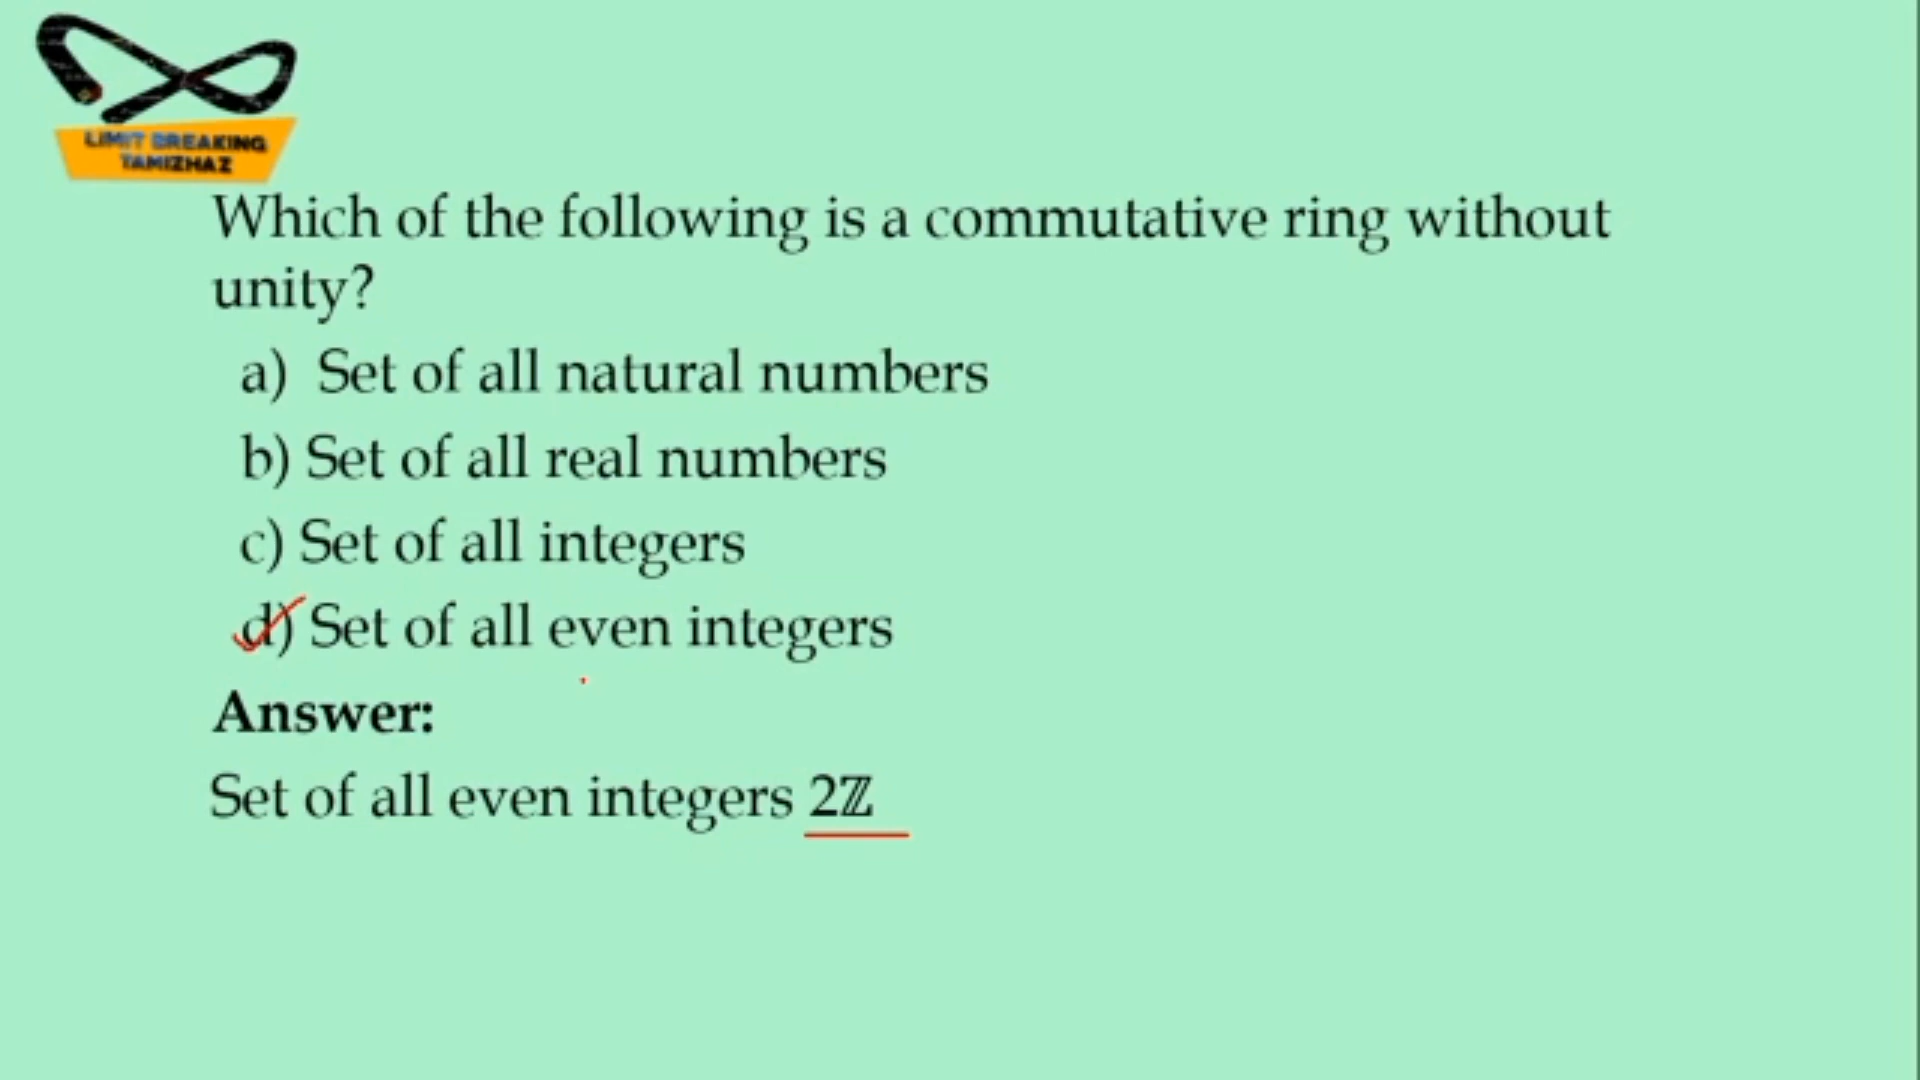 LIMIT BREAKING
TAMIZHAZ
Which of the following is a commutative ring without
unity?
a) Set of all natural numbers
b) Set of all real numbers
c) Set of all integers
d) Set of all even integers
Answer:
Set of all even integers 2ℤ